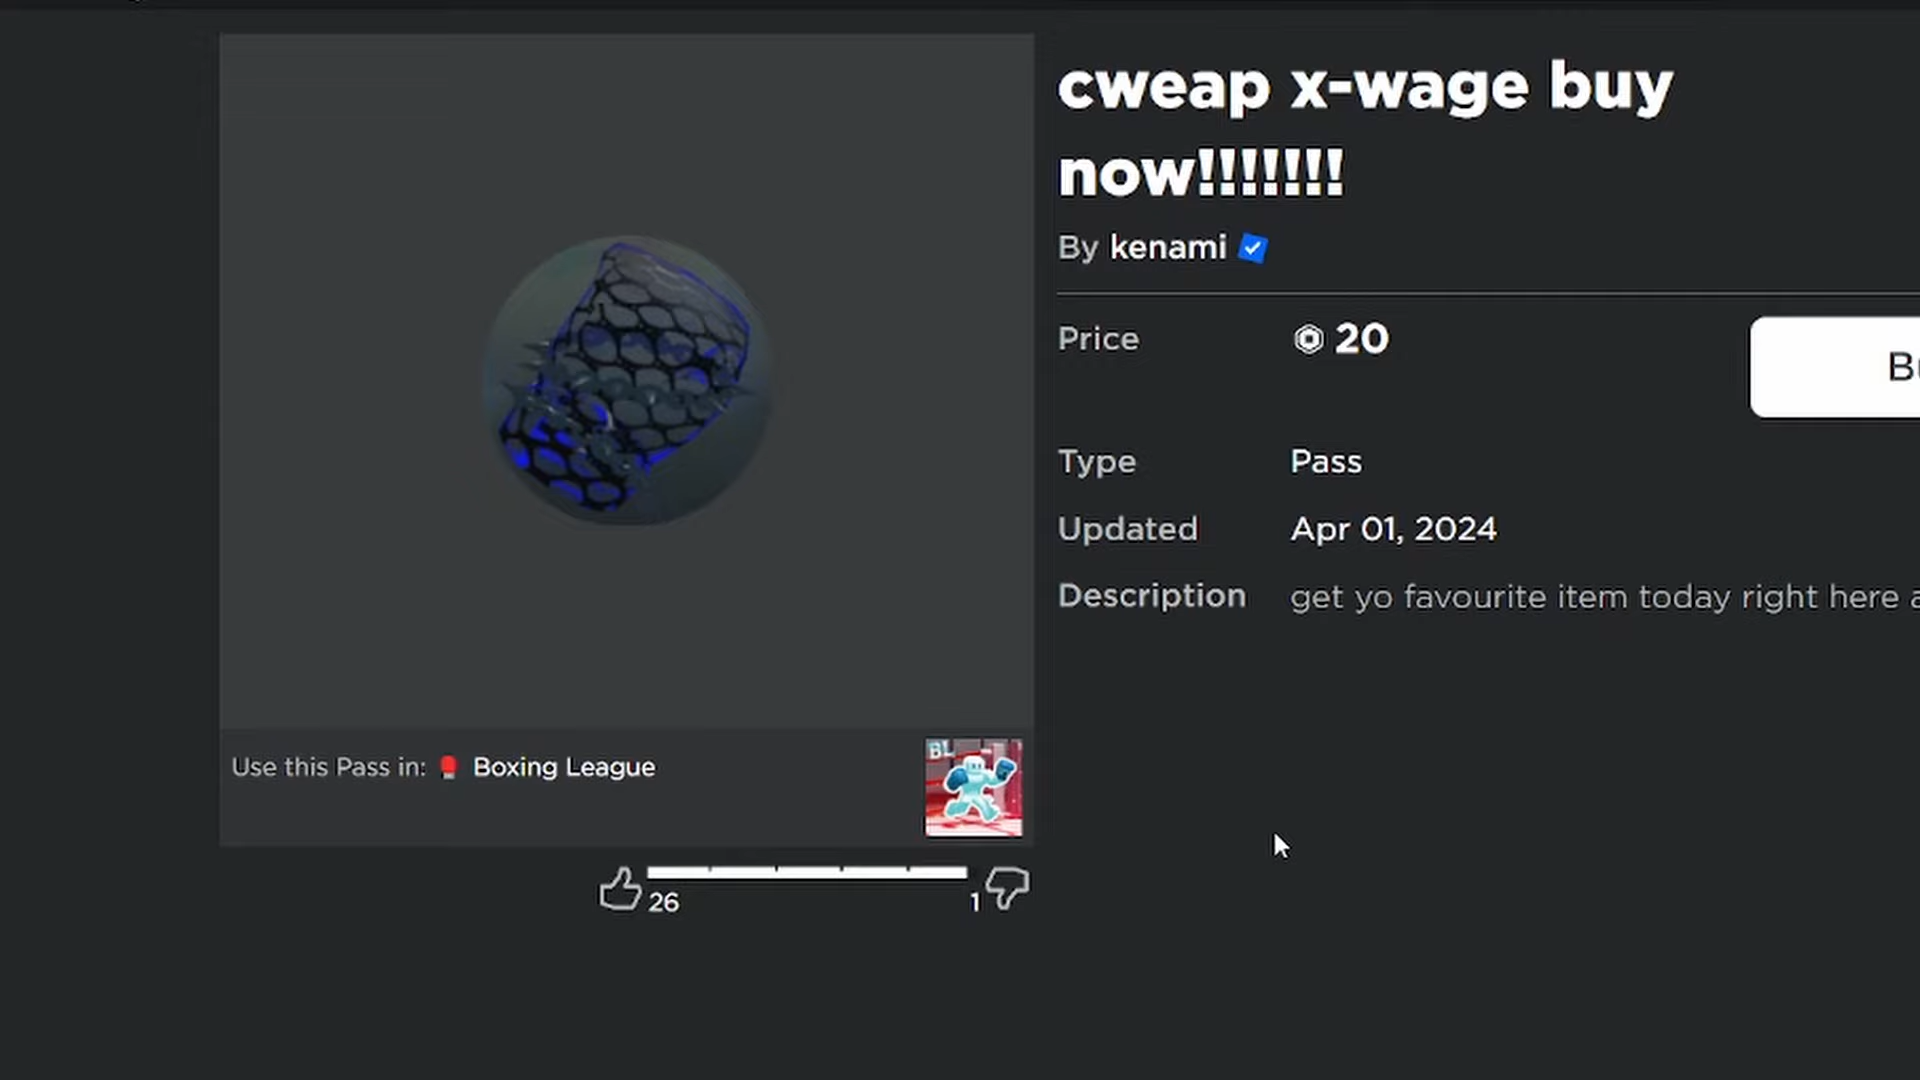 cweap x-wage buy
now!!!!!!!
By kenami
Price
20
Type
Pass
Updated
Apr 01, 2024
Description
get yo favourite item today right here
Use this Pass in: Boxing League
BL
26
1